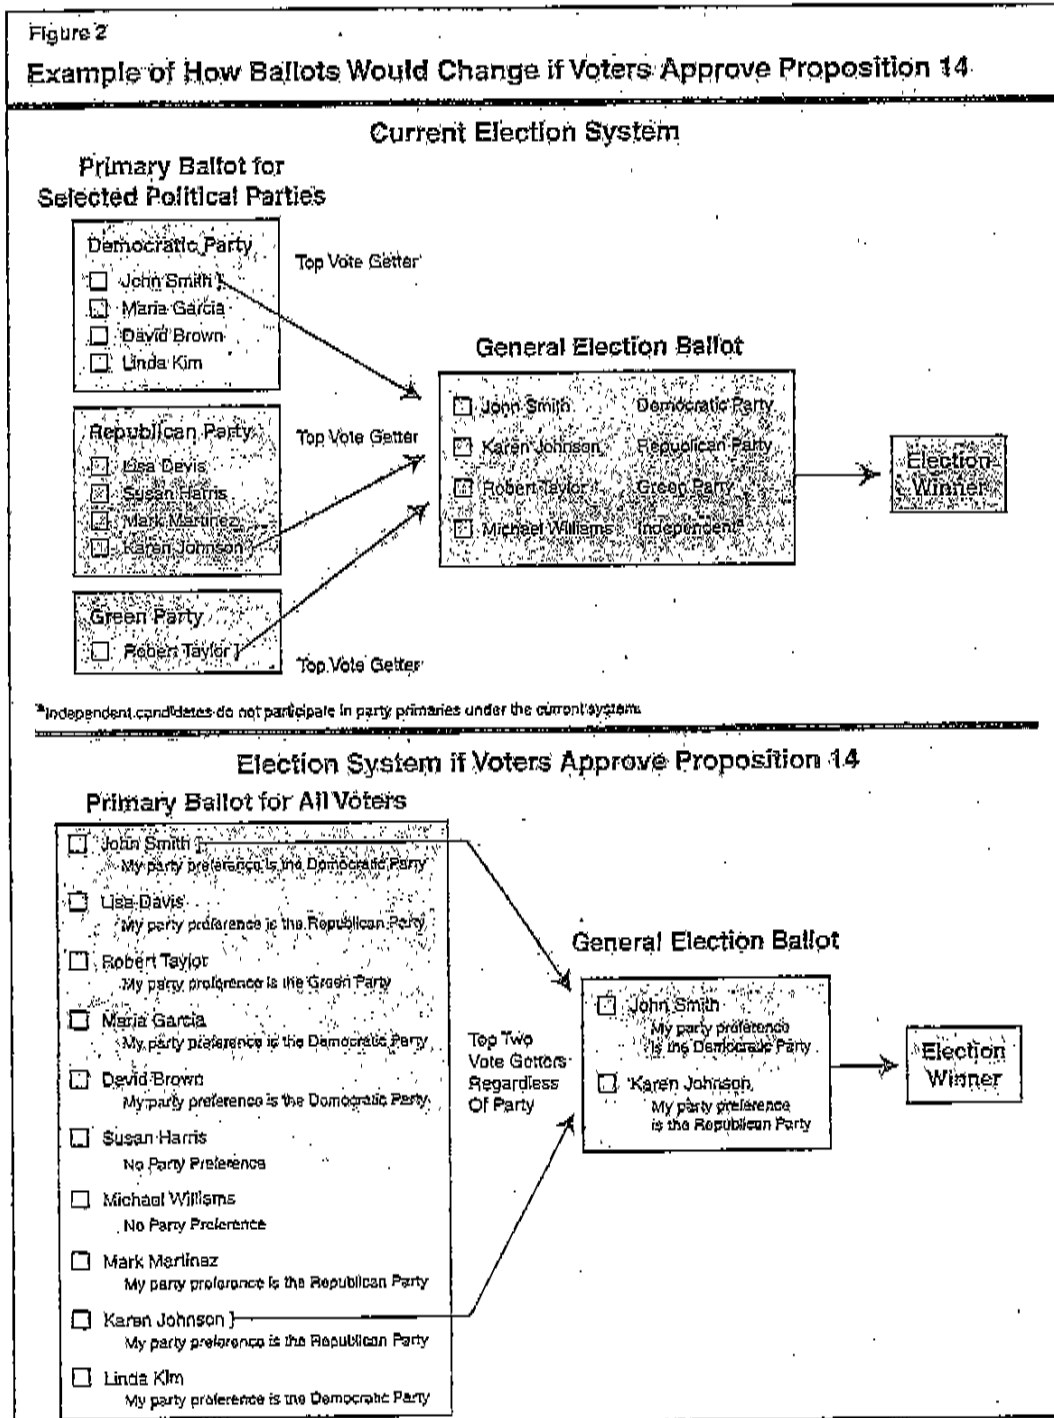 Figure 2
Example of How Ballots Would Change if Voters Approve Proposition 14
Current Election System
Primary Ballot for
Selected Political Parties
Democratic Party
John Smith ]
Maria Garcia
David Brown
Linda Kim
Top Vote Getter
Republican Party
Lisa Davis
Susan Harris
Mark Martinez
Karen Johnson ]
Top Vote Getter
Green Party
Robert Taylor ]
Top Vote Getter
General Election Ballot
John Smith Democratic Party
Karen Johnson Republican Party
Robert Taylor Green Party
Michael Williams Independent a
Election
Winner
a Independent candidates do not participate in party primaries under the current system.
Election System if Voters Approve Proposition 14
Primary Ballot for All Voters
John Smith ]
My party preference is the Democratic Party
Lisa Davis
My party preference is the Republican Party
Robert Taylor
My party preference is the Green Party
Maria Garcia
My party preference is the Democratic Party
David Brown
My party preference is the Democratic Party
Susan Harris
No Party Preference
Michael Williams
No Party Preference
Mark Martinez
My party preference is the Republican Party
Karen Johnson ]
My party preference is the Republican Party
Linda Kim
My party preference is the Democratic Party
Top Two
Vote Getters
Regardless
Of Party
General Election Ballot
John Smith
My party preference
is the Democratic Party
Karen Johnson
My party preference
is the Republican Party
Election
Winner